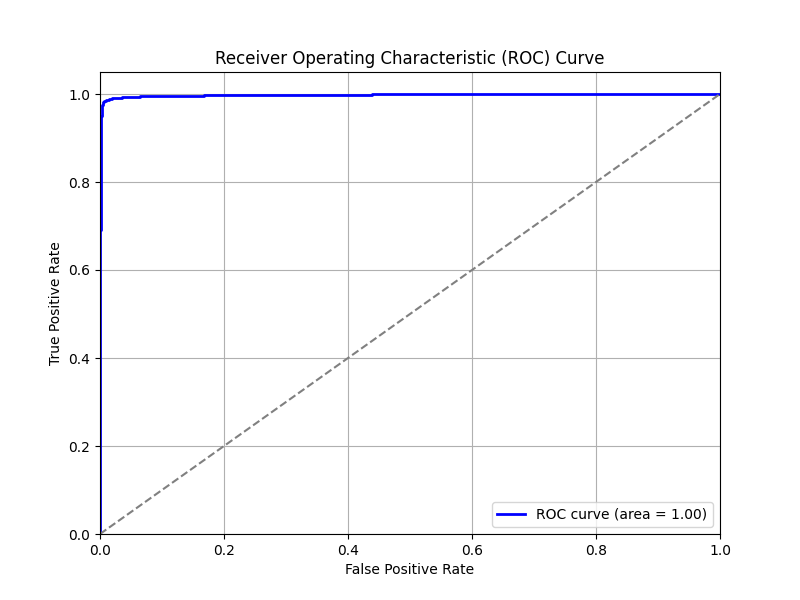 Receiver Operating Characteristic (ROC) Curve
1.0
0.8
0.6
0.4
0.2
0.0
True Positive Rate
0.0 0.2 0.4 0.6 0.8 1.0
False Positive Rate
ROC curve (area = 1.00)